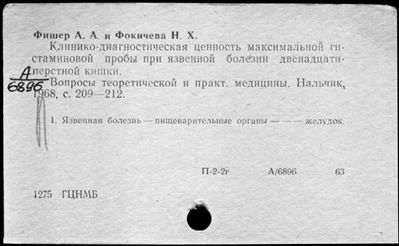 Фишер А. А. и Фокичева Н. Х.
Клинико-диагностическая ценность максимальной ги-
стаминовой пробы при язвенной болезни двенадцати-
перстной кишки.
А
6896
Вопросы теоретической и практ. медицины. Нальчик,
1968, с. 209—212.
1. Язвенная болезнь — пищеварительные органы — — — желудок.
П-2-2г А/6896 63
1275 ГЦНМБ